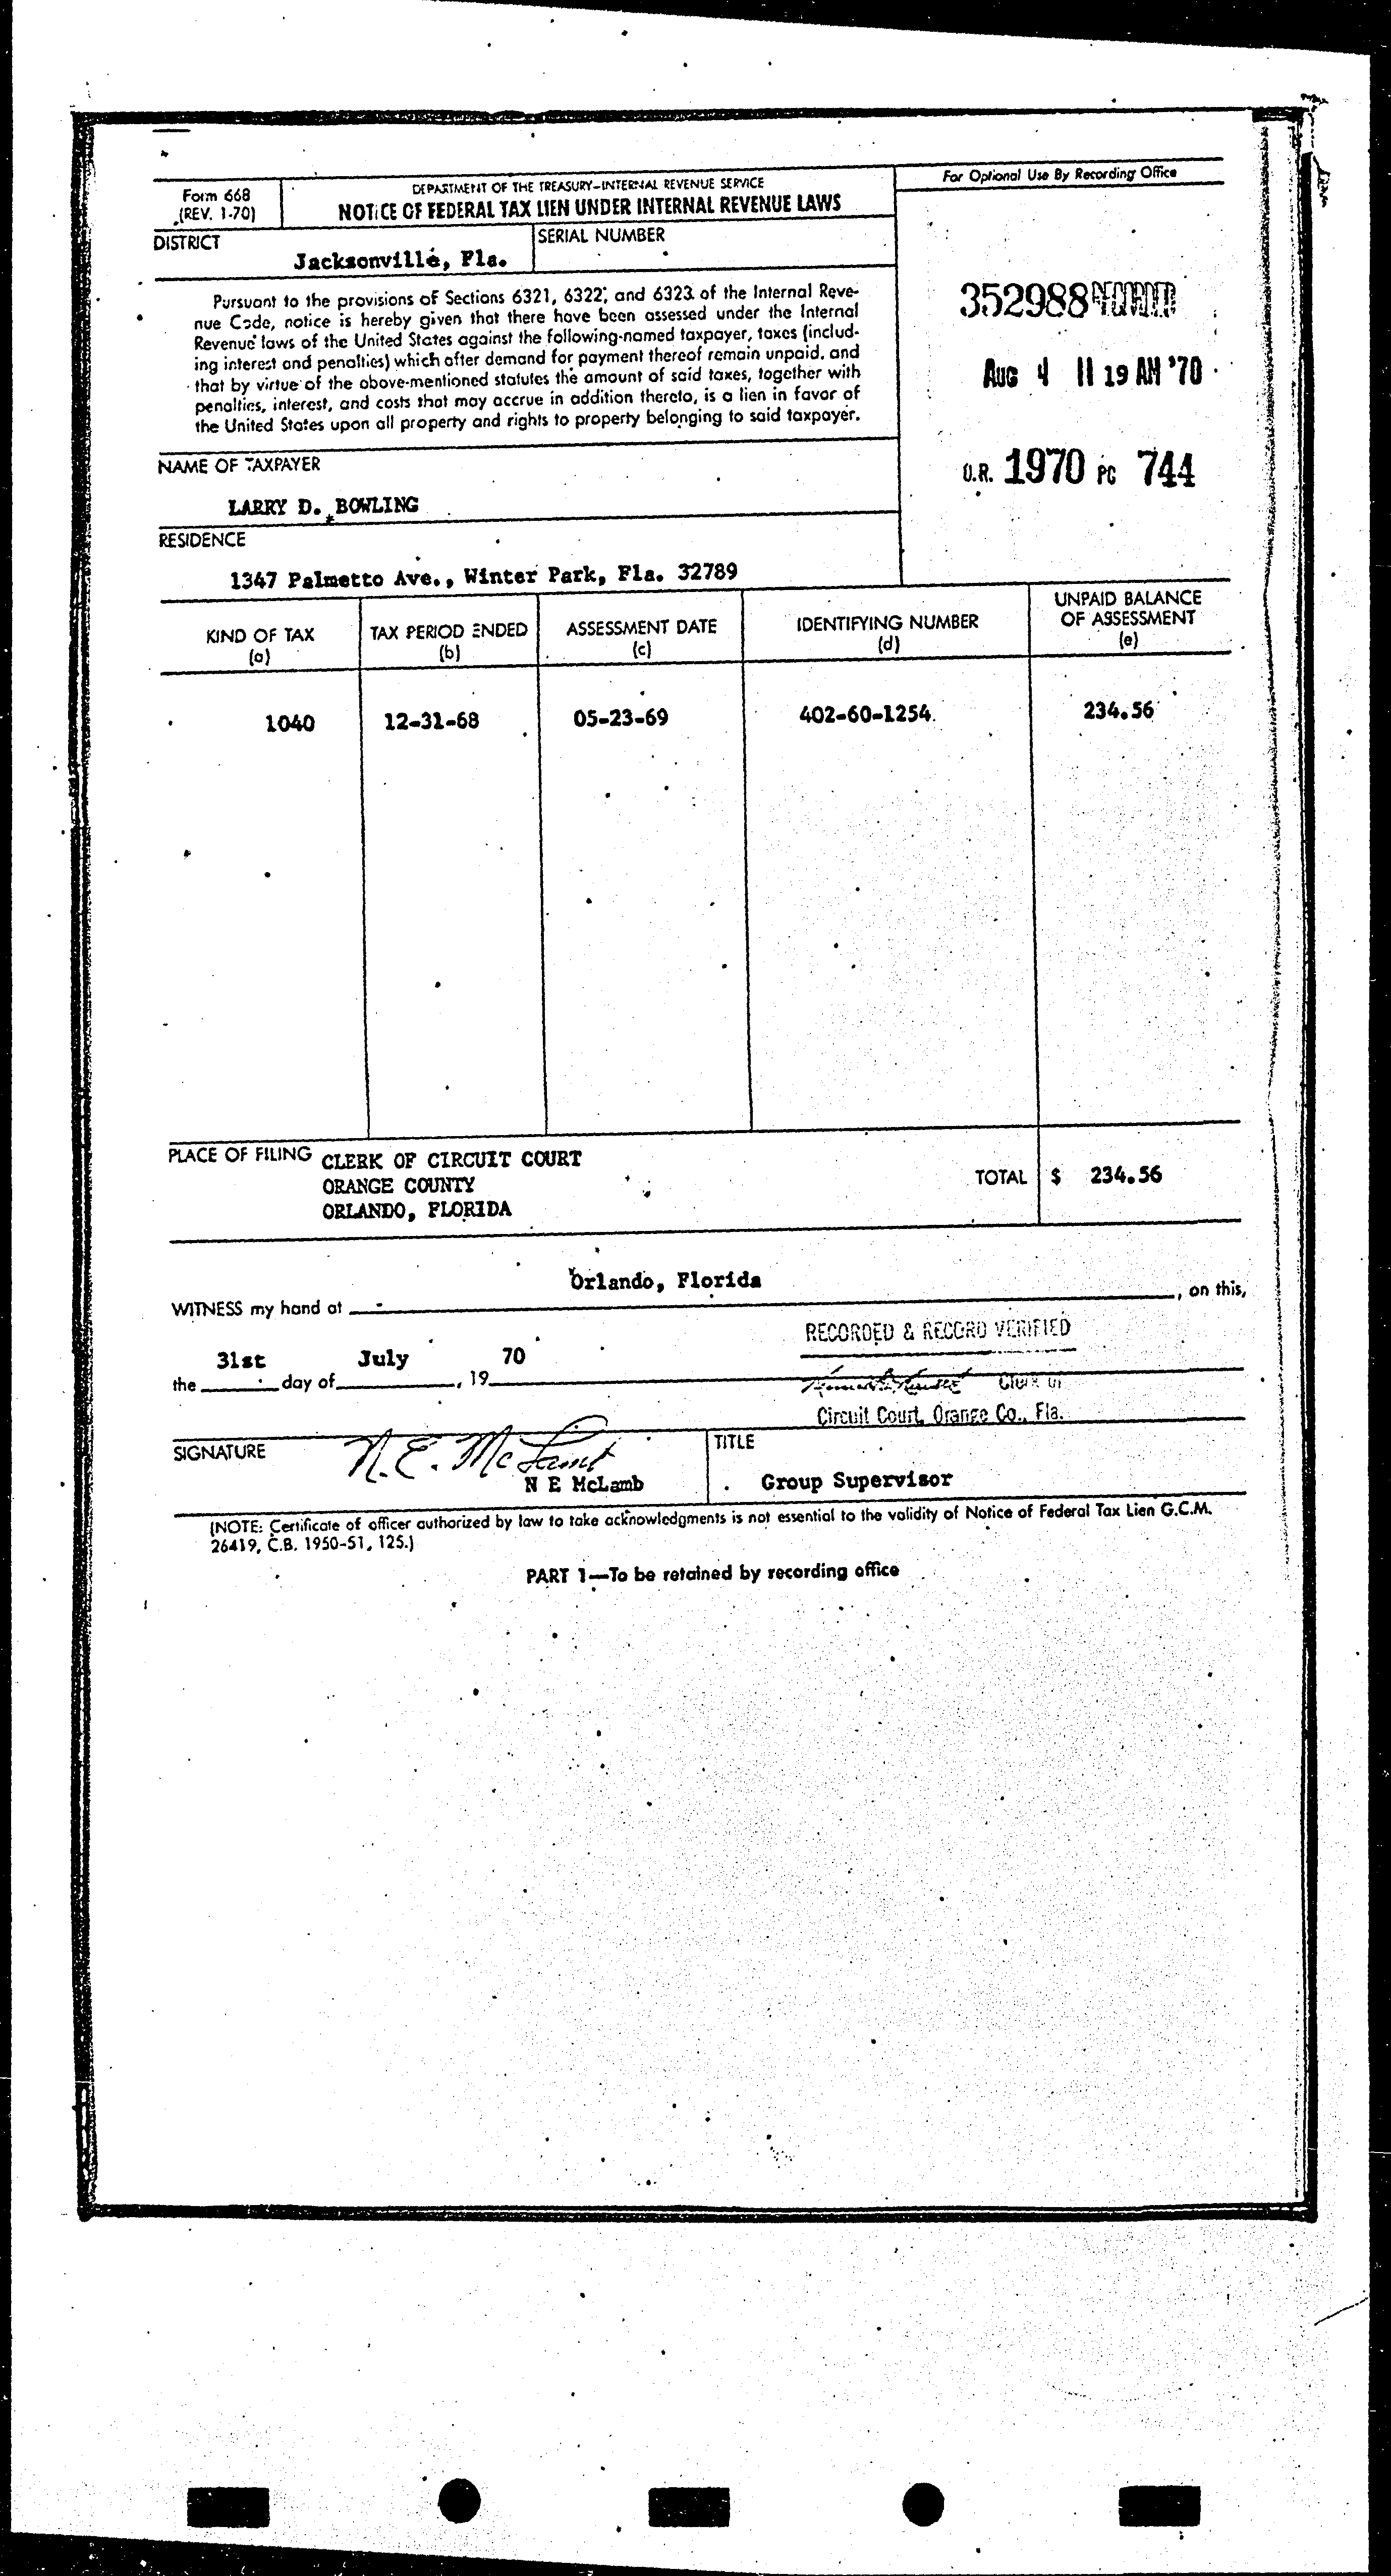 Form 668
(REV. 1-70)
DEPARTMENT OF THE TREASURY-INTERNAL REVENUE SERVICE
NOTICE OF FEDERAL TAX LIEN UNDER INTERNAL REVENUE LAWS
For Optional Use By Recording Office
DISTRICT
Jacksonville, Fla.
SERIAL NUMBER
Pursuant to the provisions of Sections 6321, 6322, and 6323 of the Internal Reve-
nue Code, notice is hereby given that there have been assessed under the Internal
Revenue laws of the United States against the following-named taxpayer, taxes (includ-
ing interest and penalties) which after demand for payment thereof remain unpaid, and
that by virtue of the above-mentioned statutes the amount of said taxes, together with
penalties, interest, and costs that may accrue in addition thereto, is a lien in favor of
the United States upon all property and rights to property belonging to said taxpayer.
352988
AUG 4 11 19 AM '70
O.R. 1970 PG 744
NAME OF TAXPAYER
LARRY D. BOWLING
RESIDENCE
1347 Palmetto Ave., Winter Park, Fla. 32789
KIND OF TAX
(a)
TAX PERIOD ENDED
(b)
ASSESSMENT DATE
(c)
IDENTIFYING NUMBER
(d)
UNPAID BALANCE
OF ASSESSMENT
(e)
1040 12-31-68 05-23-69 402-60-1254 234.56
PLACE OF FILING
CLERK OF CIRCUIT COURT
ORANGE COUNTY
ORLANDO, FLORIDA
TOTAL $ 234.56
WITNESS my hand at Orlando, Florida, on this,
the 31st day of July, 19 70
RECORDED & RECORD VERIFIED
Clerk of
Circuit Court, Orange Co., Fla.
SIGNATURE
N. E. McLamb
N E McLamb
TITLE
Group Supervisor
(NOTE: Certificate of officer authorized by law to take acknowledgments is not essential to the validity of Notice of Federal Tax Lien G.C.M.
26419, C.B. 1950-51, 125.)
PART 1—To be retained by recording office